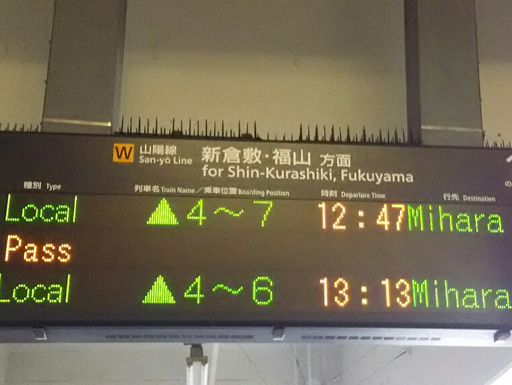 W 山陽線 San-yō Line 新倉敷・福山 方面
for Shin-Kurashiki, Fukuyama
種別 Type 列車名 Train Name／乗車位置 Boarding Position 時刻 Departure Time 行先 Destination
Local ▲4～7 12:47 Mihara
Pass
Local ▲4～6 13:13 Mihara